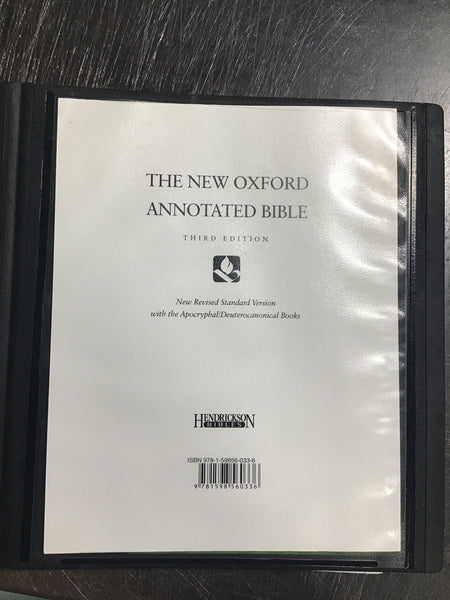 THE NEW OXFORD
ANNOTATED BIBLE
THIRD EDITION
New Revised Standard Version
with the Apocryphal/Deuterocanonical Books
HENDRICKSON
BIBLES
ISBN 978-1-59856-033-6
9 781598 560336